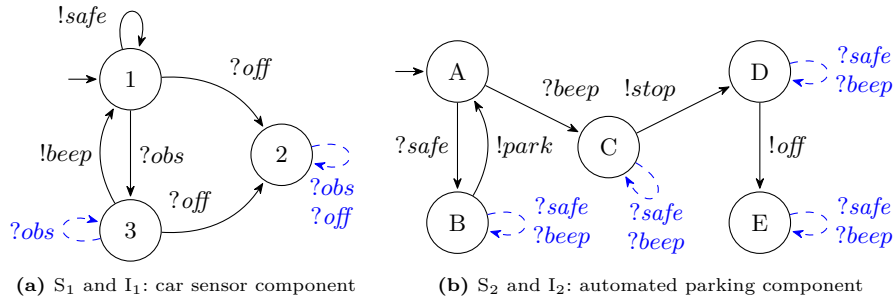 !safe
1
?off
!beep
?obs
2
?obs
?off
?off
?obs
3
(a) S₁ and I₁: car sensor component
A
?beep
!stop
D
?safe
?beep
?safe
!park
C
!off
?safe
?beep
B
?safe
?beep
E
?safe
?beep
(b) S₂ and I₂: automated parking component